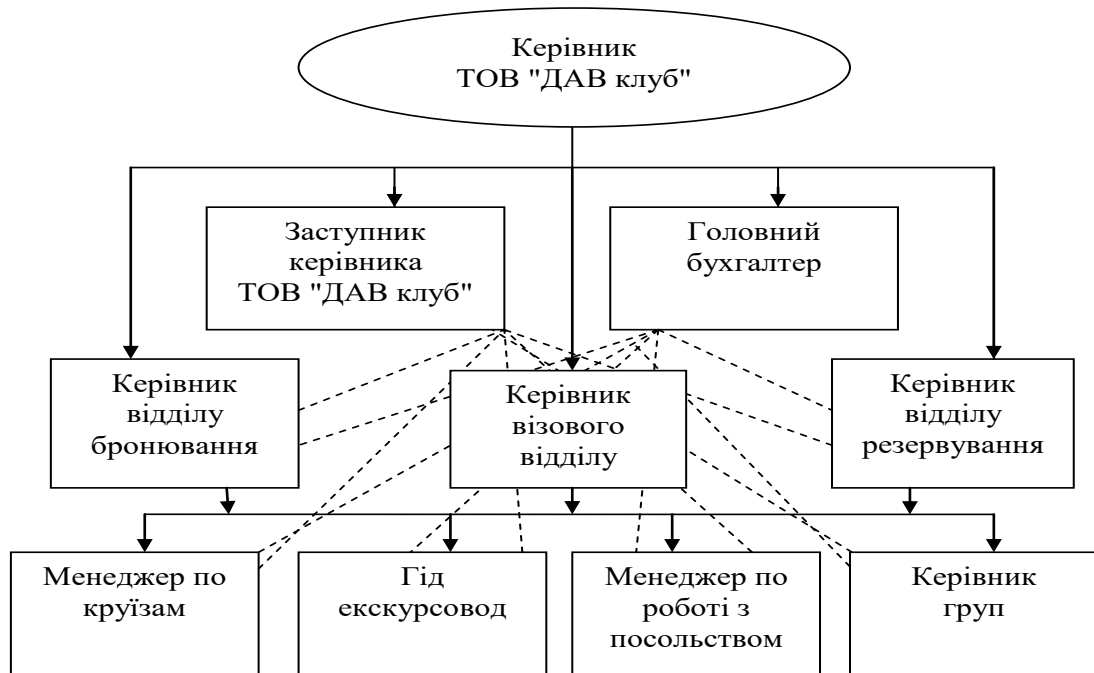 Керівник
ТОВ "ДАВ клуб"
Заступник
керівника
ТОВ "ДАВ клуб"
Головний
бухгалтер
Керівник
відділу
бронювання
Керівник
візового
відділу
Керівник
відділу
резервування
Менеджер по
круїзам
Гід
екскурсовод
Менеджер по
роботі з
посольством
Керівник
груп